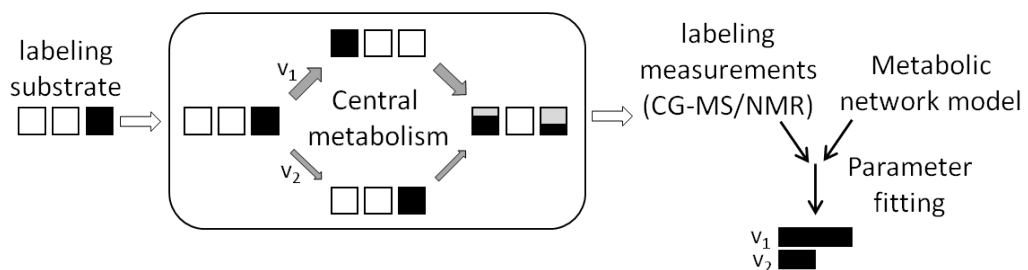 labeling
substrate
v1
Central
metabolism
v2
labeling
measurements
(CG-MS/NMR)
Metabolic
network model
Parameter
fitting
v1
v2